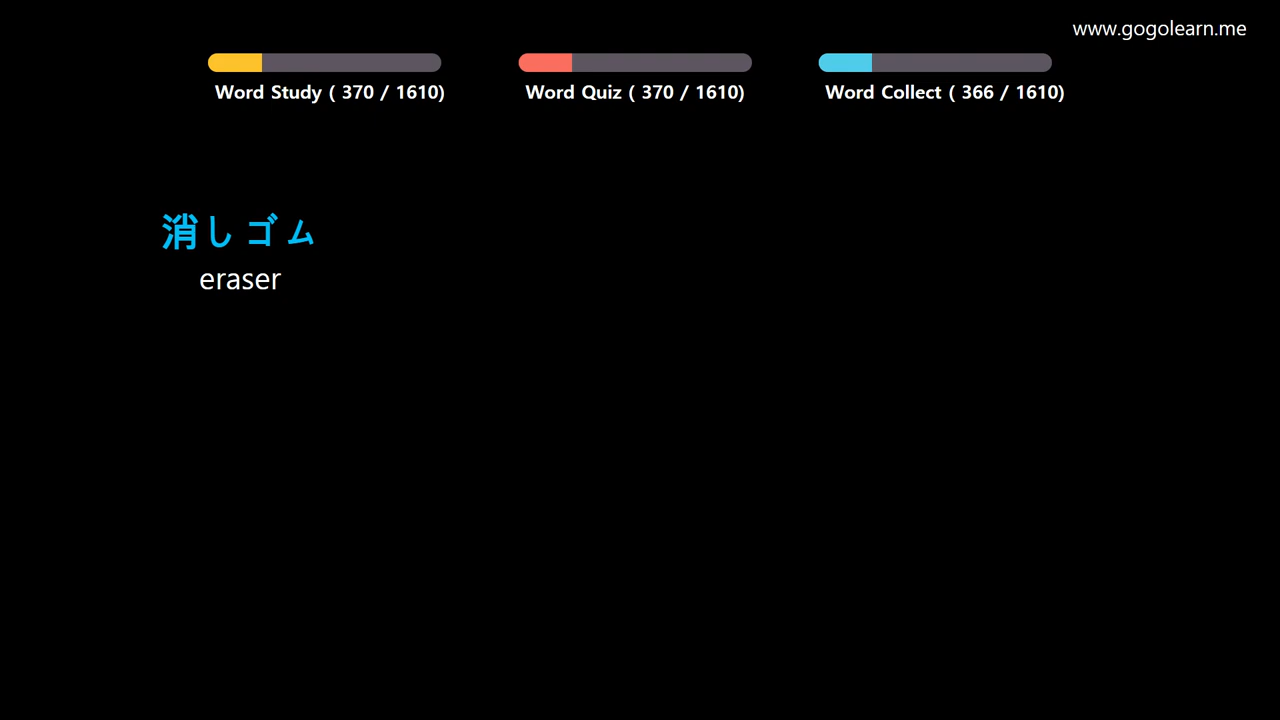 www.gogolearn.me
Word Study ( 370 / 1610)
Word Quiz ( 370 / 1610)
Word Collect ( 366 / 1610)
消しゴム
eraser